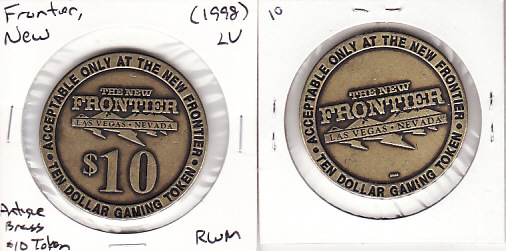 Frontier, (1998)
New LV
ACCEPTABLE ONLY AT THE NEW FRONTIER
THE NEW
FRONTIER
LAS VEGAS • NEVADA
$10
• TEN DOLLAR GAMING TOKEN •
Antique
Brass
$10 Token
RWM
10
ACCEPTABLE ONLY AT THE NEW FRONTIER
THE NEW
FRONTIER
LAS VEGAS • NEVADA
• TEN DOLLAR GAMING TOKEN •